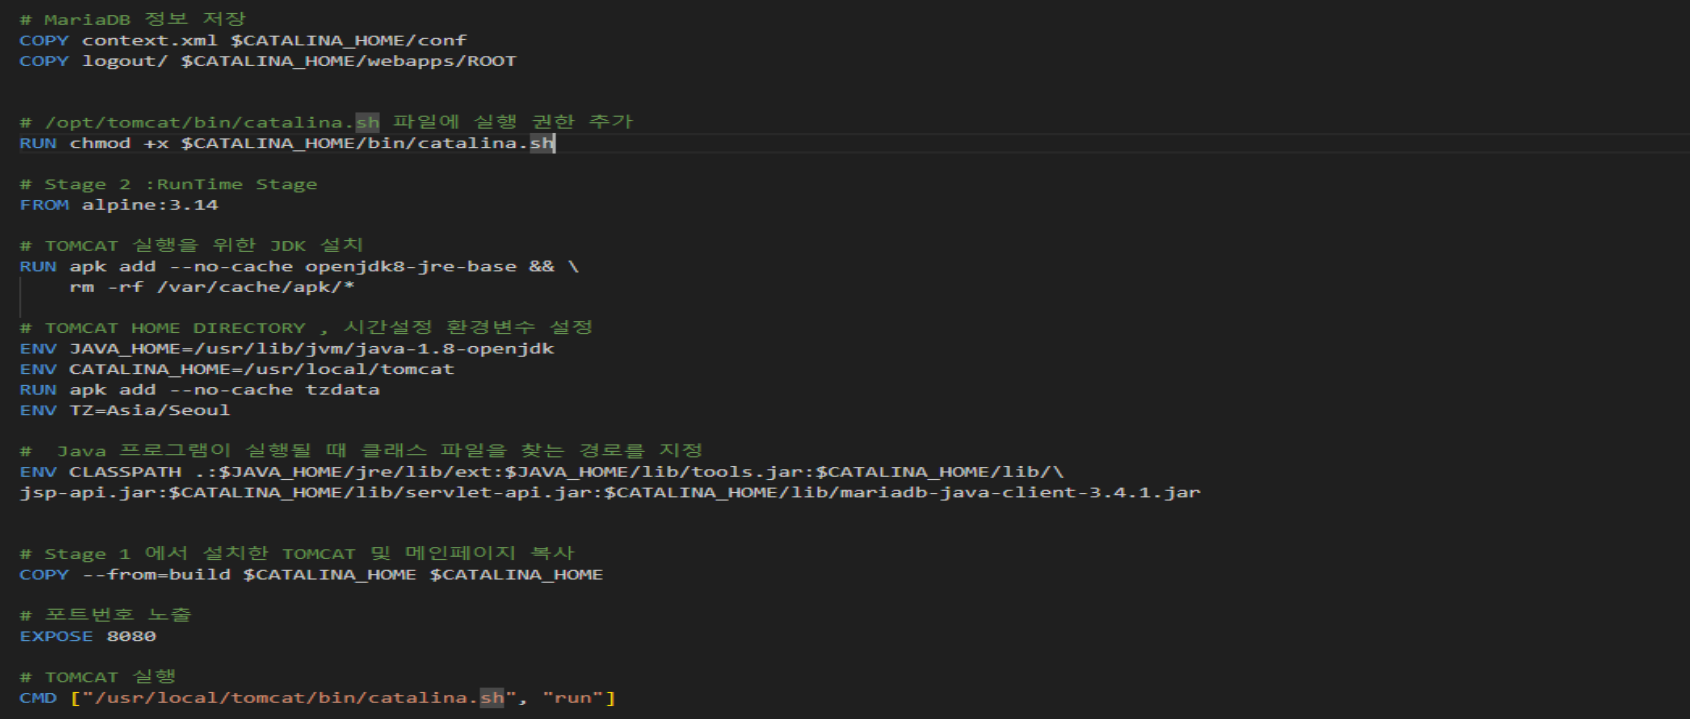 # MariaDB 정보 저장
COPY context.xml $CATALINA_HOME/conf
COPY logout/ $CATALINA_HOME/webapps/ROOT
# /opt/tomcat/bin/catalina.sh 파일에 실행 권한 추가
RUN chmod +x $CATALINA_HOME/bin/catalina.sh
# Stage 2 :RunTime Stage
FROM alpine:3.14
# TOMCAT 실행을 위한 JDK 설치
RUN apk add --no-cache openjdk8-jre-base && \
rm -rf /var/cache/apk/*
# TOMCAT HOME DIRECTORY , 시간설정 환경변수 설정
ENV JAVA_HOME=/usr/lib/jvm/java-1.8-openjdk
ENV CATALINA_HOME=/usr/local/tomcat
RUN apk add --no-cache tzdata
ENV TZ=Asia/Seoul
#  Java 프로그램이 실행될 때 클래스 파일을 찾는 경로를 지정
ENV CLASSPATH .:$JAVA_HOME/jre/lib/ext:$JAVA_HOME/lib/tools.jar:$CATALINA_HOME/lib/\
jsp-api.jar:$CATALINA_HOME/lib/servlet-api.jar:$CATALINA_HOME/lib/mariadb-java-client-3.4.1.jar
# Stage 1 에서 설치한 TOMCAT 및 메인페이지 복사
COPY --from=build $CATALINA_HOME $CATALINA_HOME
# 포트번호 노출
EXPOSE 8080
# TOMCAT 실행
CMD ["/usr/local/tomcat/bin/catalina.sh", "run"]